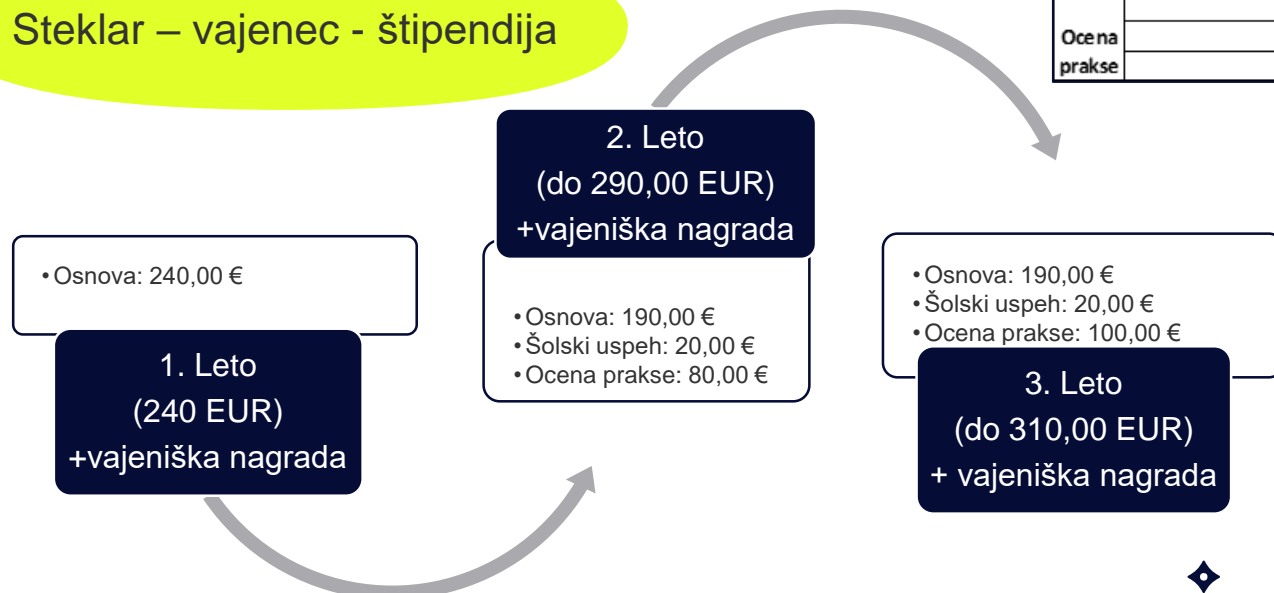 Steklar – vajenec - štipendija
Ocena
prakse
• Osnova: 240,00 €
1. Leto
(240 EUR)
+vajeniška nagrada
2. Leto
(do 290,00 EUR)
+vajeniška nagrada
• Osnova: 190,00 €
• Šolski uspeh: 20,00 €
• Ocena prakse: 80,00 €
• Osnova: 190,00 €
• Šolski uspeh: 20,00 €
• Ocena prakse: 100,00 €
3. Leto
(do 310,00 EUR)
+ vajeniška nagrada